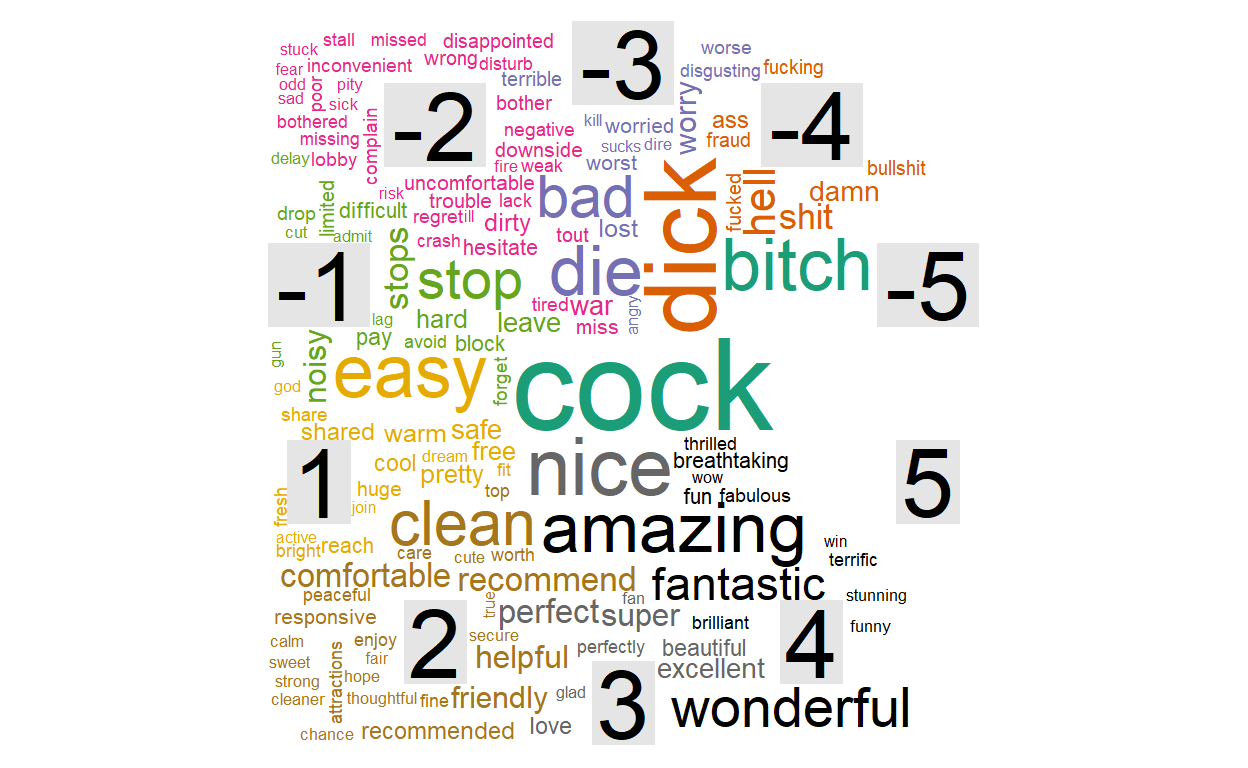 -3
stuck stall missed disappointed worse
fear inconvenient wrong disturb disgusting fucking
odd poor pity terrible
sad sick -2 bother worry -4
bothered complain negative kill worried ass
missing downside sucks dire fraud
delay lobby fire weak worst bullshit
risk uncomfortable bad dick fucked hell damn
drop limited difficult trouble lack
cut admit regret ill dirty lost shit
stops crash hesitate tout
-1 stop die bitch -5
lag hard leave tired war angry
gun noisy pay avoid block miss
god easy forget cock
share
shared warm safe nice thrilled
1 cool dream free breathtaking 5
pretty fit wow
fresh huge top fun fabulous
join clean amazing
active win
bright reach care cute worth terrific
comfortable recommend fantastic
peaceful true fan stunning
responsive 2 perfect super brilliant 4 funny
calm enjoy secure perfectly beautiful
sweet attractions fair helpful excellent
strong hope 3
cleaner thoughtful fine friendly glad wonderful
chance recommended love